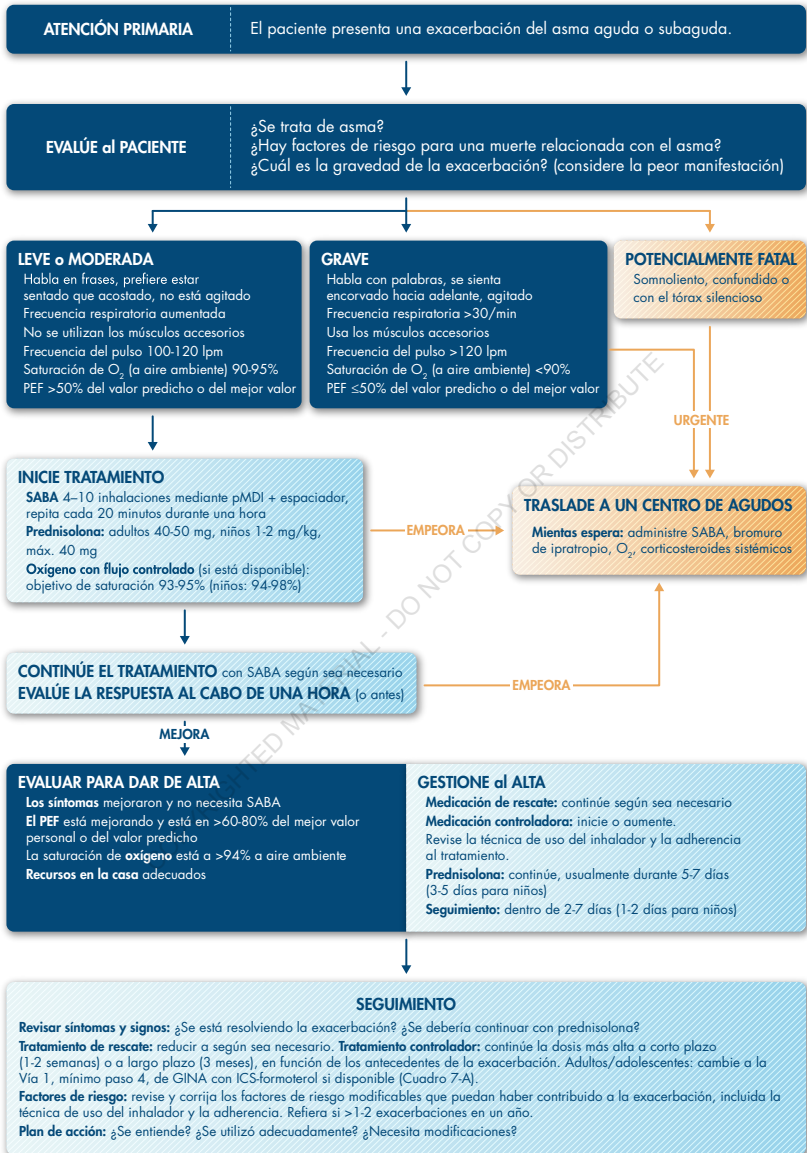 ATENCIÓN PRIMARIA
El paciente presenta una exacerbación del asma aguda o subaguda.
EVALÚE al PACIENTE
¿Se trata de asma?
¿Hay factores de riesgo para una muerte relacionada con el asma?
¿Cuál es la gravedad de la exacerbación? (considere la peor manifestación)
LEVE o MODERADA
Habla en frases, prefiere estar
sentado que acostado, no está agitado
Frecuencia respiratoria aumentada
No se utilizan los músculos accesorios
Frecuencia del pulso 100-120 lpm
Saturación de O₂ (a aire ambiente) 90-95%
PEF >50% del valor predicho o del mejor valor
GRAVE
Habla con palabras, se sienta
encorvado hacia adelante, agitado
Frecuencia respiratoria >30/min
Usa los músculos accesorios
Frecuencia del pulso >120 lpm
Saturación de O₂ (a aire ambiente) <90%
PEF ≤50% del valor predicho o del mejor valor
POTENCIALMENTE FATAL
Somnoliento, confundido o
con el tórax silencioso
URGENTE
INICIE TRATAMIENTO
SABA 4–10 inhalaciones mediante pMDI + espaciador,
repita cada 20 minutos durante una hora
Prednisolona: adultos 40-50 mg, niños 1-2 mg/kg,
máx. 40 mg
Oxígeno con flujo controlado (si está disponible):
objetivo de saturación 93-95% (niños: 94-98%)
EMPEORA
TRASLADE A UN CENTRO DE AGUDOS
Mientas espera: administre SABA, bromuro
de ipratropio, O₂, corticosteroides sistémicos
CONTINÚE EL TRATAMIENTO con SABA según sea necesario
EVALÚE LA RESPUESTA AL CABO DE UNA HORA (o antes)
EMPEORA
MEJORA
EVALUAR PARA DAR DE ALTA
Los síntomas mejoraron y no necesita SABA
El PEF está mejorando y está en >60-80% del mejor valor
personal o del valor predicho
La saturación de oxígeno está a >94% a aire ambiente
Recursos en la casa adecuados
GESTIONE al ALTA
Medicación de rescate: continúe según sea necesario
Medicación controladora: inicie o aumente.
Revise la técnica de uso del inhalador y la adherencia
al tratamiento.
Prednisolona: continúe, usualmente durante 5-7 días
(3-5 días para niños)
Seguimiento: dentro de 2-7 días (1-2 días para niños)
SEGUIMIENTO
Revisar síntomas y signos: ¿Se está resolviendo la exacerbación? ¿Se debería continuar con prednisolona?
Tratamiento de rescate: reducir a según sea necesario. Tratamiento controlador: continúe la dosis más alta a corto plazo
(1-2 semanas) o a largo plazo (3 meses), en función de los antecedentes de la exacerbación. Adultos/adolescentes: cambie a la
Vía 1, mínimo paso 4, de GINA con ICS-formoterol si disponible (Cuadro 7-A).
Factores de riesgo: revise y corrija los factores de riesgo modificables que puedan haber contribuido a la exacerbación, incluida la
técnica de uso del inhalador y la adherencia. Refiera si >1-2 exacerbaciones en un año.
Plan de acción: ¿Se entiende? ¿Se utilizó adecuadamente? ¿Necesita modificaciones?
MATERIAL - DO NOT COPY OR DISTRIBUTE